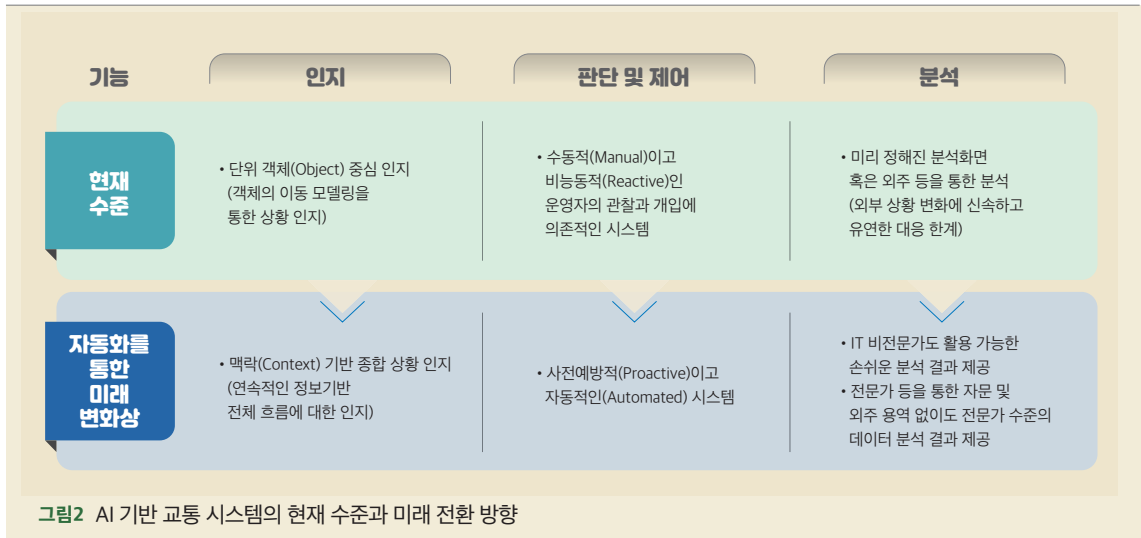 기능
인지
판단 및 제어
분석
현재
수준
• 단위 객체(Object) 중심 인지
(객체의 이동 모델링을
통한 상황 인지)
• 수동적(Manual)이고
비능동적(Reactive)인
운영자의 관찰과 개입에
의존적인 시스템
• 미리 정해진 분석화면
혹은 외주 등을 통한 분석
(외부 상황 변화에 신속하고
유연한 대응 한계)
자동화를
통한
미래
변화상
• 맥락(Context) 기반 종합 상황 인지
(연속적인 정보기반
전체 흐름에 대한 인지)
• 사전예방적(Proactive)이고
자동적인(Automated) 시스템
• IT 비전문가도 활용 가능한
손쉬운 분석 결과 제공
• 전문가 등을 통한 자문 및
외주 용역 없이도 전문가 수준의
데이터 분석 결과 제공
그림2 AI 기반 교통 시스템의 현재 수준과 미래 전환 방향